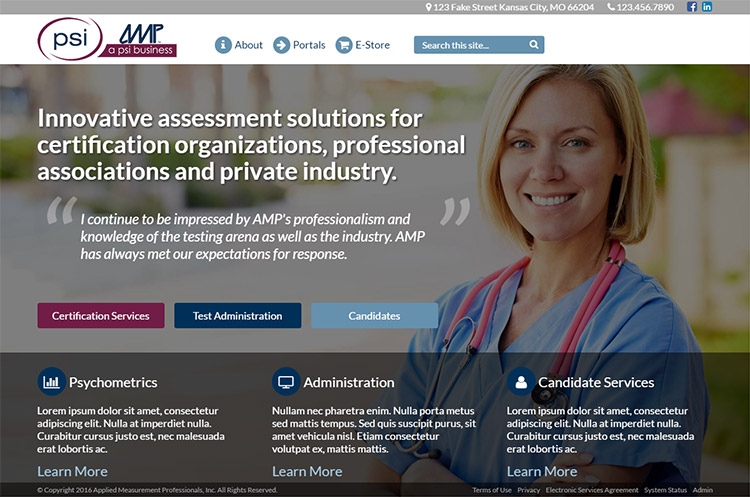 123 Fake Street Kansas City, MO 66204 123.456.7890
psi AMP
a psi business
About Portals E-Store Search this site...
Innovative assessment solutions for
certification organizations, professional
associations and private industry.
“ I continue to be impressed by AMP's professionalism and ”
knowledge of the testing arena as well as the industry. AMP
has always met our expectations for response.
Certification Services Test Administration Candidates
Psychometrics
Lorem ipsum dolor sit amet, consectetur
adipiscing elit. Nulla at imperdiet nulla.
Curabitur cursus justo est, nec malesuada
erat lobortis ac.
Learn More
Administration
Nullam nec pharetra enim. Nulla porta metus
sed mattis tempus. Sed quis suscipit purus, sit
amet vehicula nisl. Etiam consectetur
volutpat ex, mattis mattis.
Learn More
Candidate Services
Lorem ipsum dolor sit amet, consectetur
adipiscing elit. Nulla at imperdiet nulla.
Curabitur cursus justo est, nec malesuada
erat lobortis ac.
Learn More
© Copyright 2016 Applied Measurement Professionals, Inc. All Rights Reserved. Terms of Use Privacy Electronic Services Agreement System Status Admin